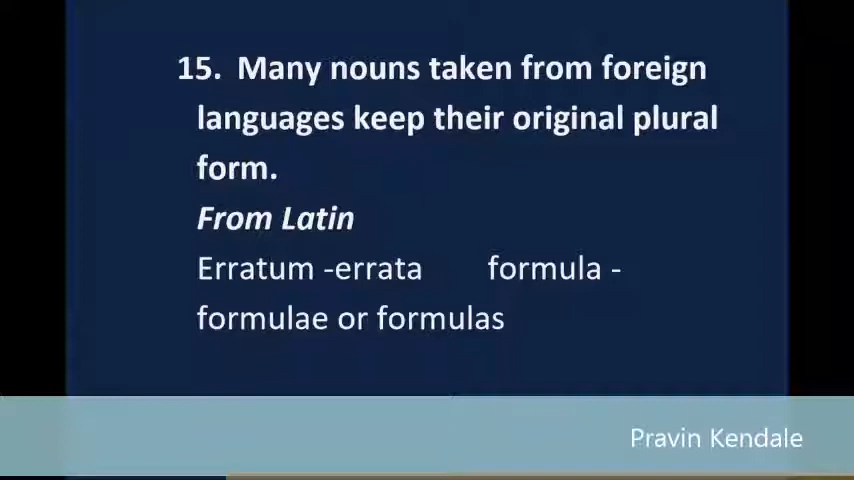 15. Many nouns taken from foreign
languages keep their original plural
form.
From Latin
Erratum -errata formula -
formulae or formulas
Pravin Kendale